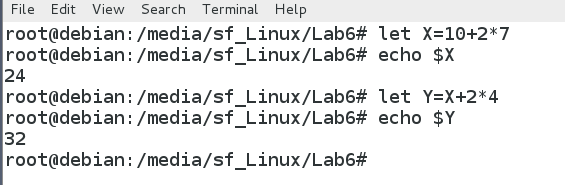 File Edit View Search Terminal Help
root@debian:/media/sf_Linux/Lab6# let X=10+2*7
root@debian:/media/sf_Linux/Lab6# echo $X
24
root@debian:/media/sf_Linux/Lab6# let Y=X+2*4
root@debian:/media/sf_Linux/Lab6# echo $Y
32
root@debian:/media/sf_Linux/Lab6#